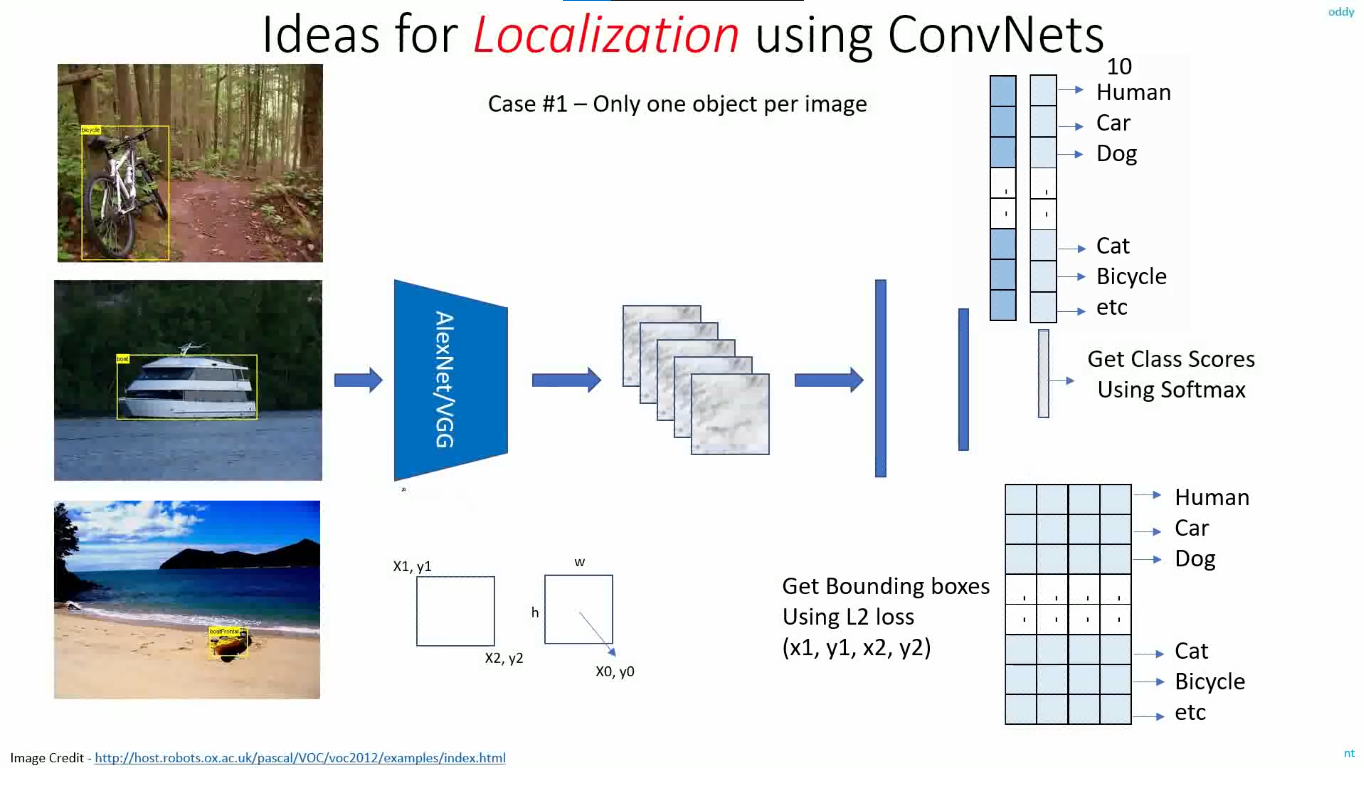 oddy
Ideas for Localization using ConvNets
Case #1 – Only one object per image
10
Human
Car
Dog
Cat
Bicycle
etc
bicycle
boat
AlexNet/VGG
Get Class Scores
Using Softmax
boatFrontal
X1, y1
X2, y2
w
h
X0, y0
Get Bounding boxes
Using L2 loss
(x1, y1, x2, y2)
Human
Car
Dog
Cat
Bicycle
etc
Image Credit - http://host.robots.ox.ac.uk/pascal/VOC/voc2012/examples/index.html
nt